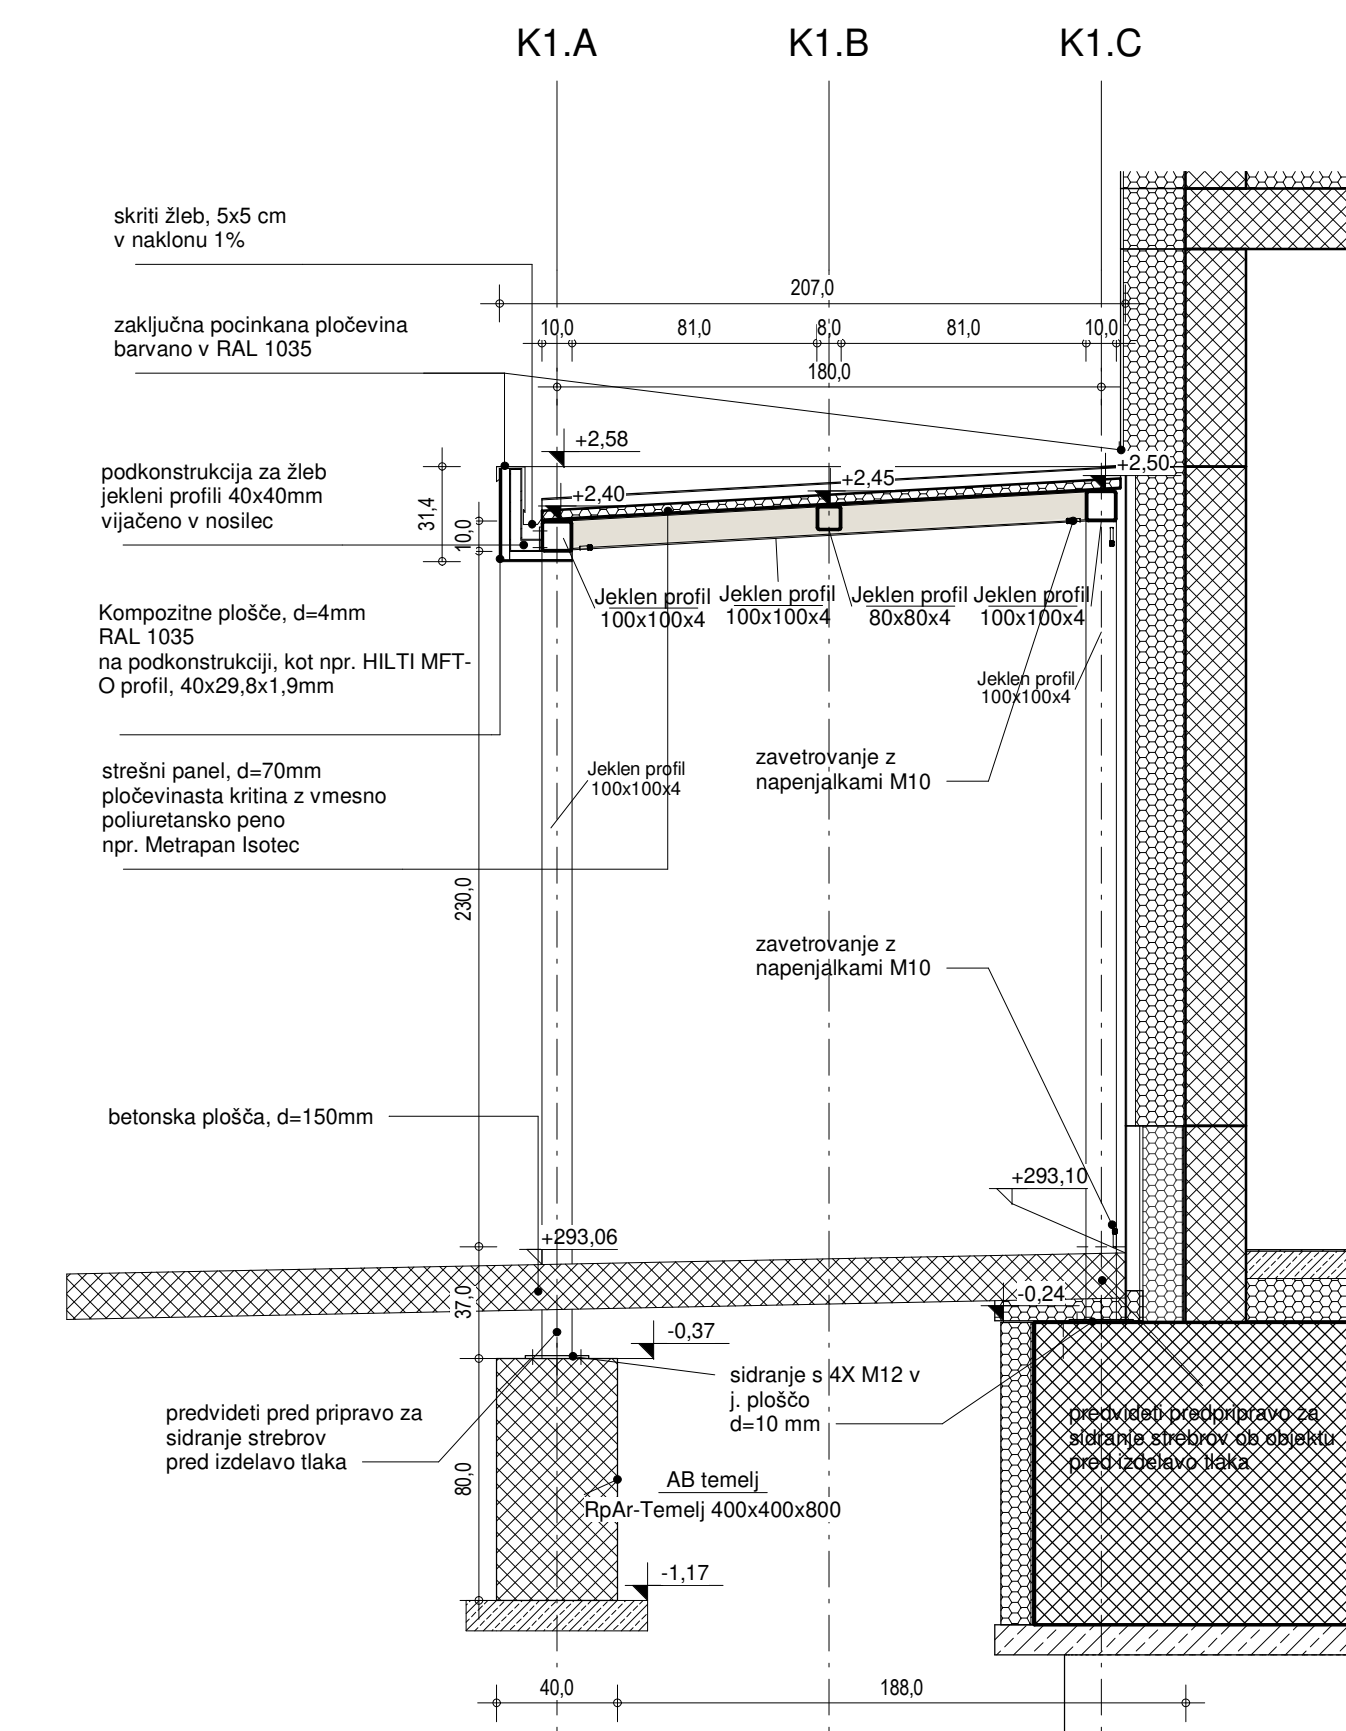 K1.A
K1.B
K1.C
skriti žleb, 5x5 cm
v naklonu 1%
207,0
zaključna pocinkana pločevina
barvano v RAL 1035
10,0
81,0
8,0
81,0
10,0
180,0
+2,58
+2,50
+2,45
+2,40
podkonstrukcija za žleb
jekleni profili 40x40mm
vijačeno v nosilec
31,4
10,0
Jeklen profil
100x100x4
Jeklen profil
100x100x4
Jeklen profil
80x80x4
Jeklen profil
100x100x4
Kompozitne plošče, d=4mm
RAL 1035
na podkonstrukciji, kot npr. HILTI MFT-
O profil, 40x29,8x1,9mm
Jeklen profil
100x100x4
strešni panel, d=70mm
pločevinasta kritina z vmesno
poliuretansko peno
npr. Metrapan Isotec
Jeklen profil
100x100x4
zavetrovanje z
napenjalkami M10
230,0
zavetrovanje z
napenjalkami M10
betonska plošča, d=150mm
+293,10
+293,06
37,0
-0,24
-0,37
sidranje s 4X M12 v
j. ploščo
d=10 mm
predvideti pred pripravo za
sidranje strebrov
pred izdelavo tlaka
predvideti predpripravo za
sidranje strebrov ob objektu
pred izdelavo tlaka
80,0
AB temelj
RpAr-Temelj 400x400x800
-1,17
40,0
188,0